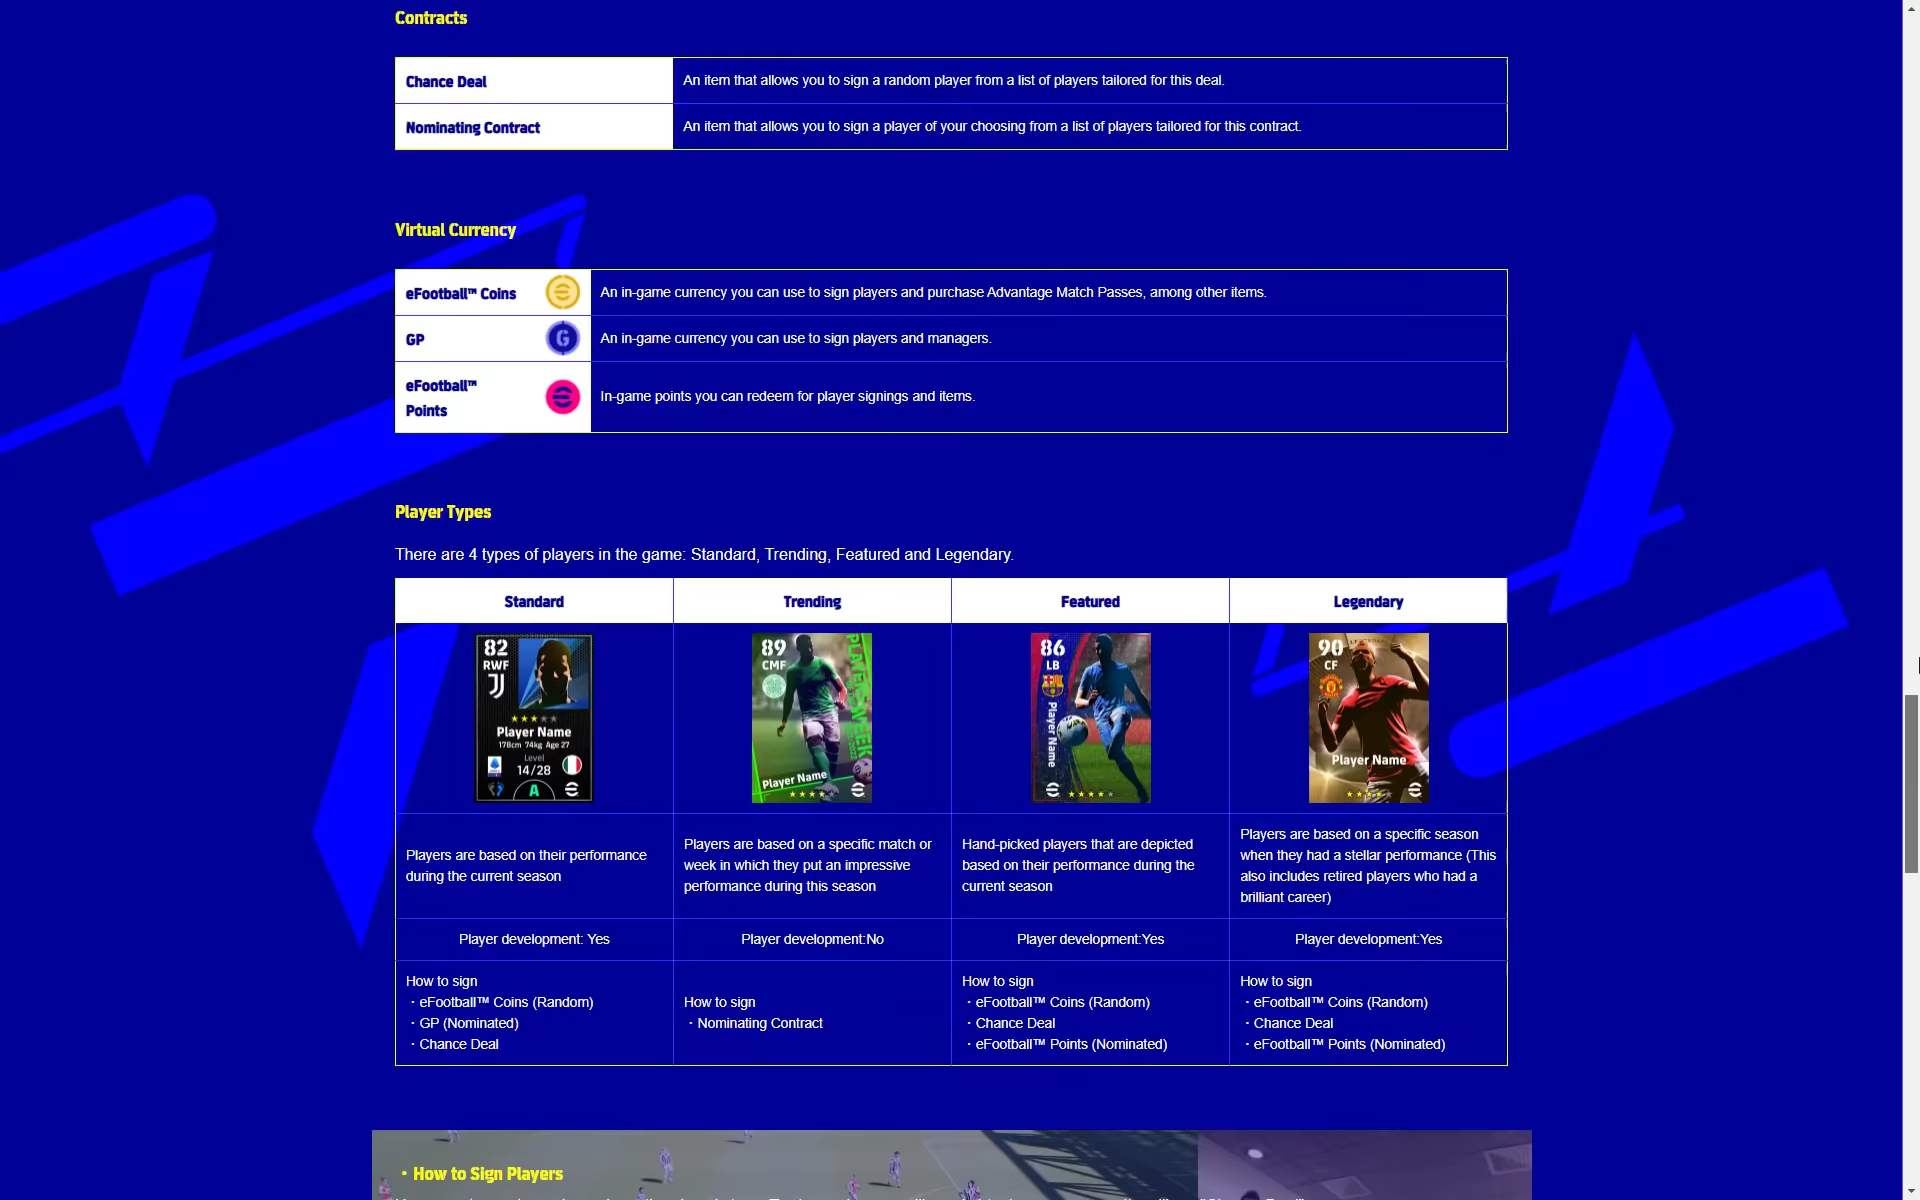 Contracts
Chance Deal
An item that allows you to sign a random player from a list of players tailored for this deal.
Nominating Contract
An item that allows you to sign a player of your choosing from a list of players tailored for this contract.
Virtual Currency
eFootball™ Coins
An in-game currency you can use to sign players and purchase Advantage Match Passes, among other items.
GP
An in-game currency you can use to sign players and managers.
eFootball™
Points
In-game points you can redeem for player signings and items.
Player Types
There are 4 types of players in the game: Standard, Trending, Featured and Legendary.
Standard
Trending
Featured
Legendary
82
RWF
Player Name
178cm 74kg Age 27
Level
14/28
A
89
CMF
PLAYERS WEEK
Player Name
86
LB
Player Name
90
CF
Player Name
Players are based on their performance
during the current season
Players are based on a specific match or
week in which they put an impressive
performance during this season
Hand-picked players that are depicted
based on their performance during the
current season
Players are based on a specific season
when they had a stellar performance (This
also includes retired players who had a
brilliant career)
Player development: Yes
Player development:No
Player development:Yes
Player development:Yes
How to sign
・eFootball™ Coins (Random)
・GP (Nominated)
・Chance Deal
How to sign
・Nominating Contract
How to sign
・eFootball™ Coins (Random)
・Chance Deal
・eFootball™ Points (Nominated)
How to sign
・eFootball™ Coins (Random)
・Chance Deal
・eFootball™ Points (Nominated)
・How to Sign Players